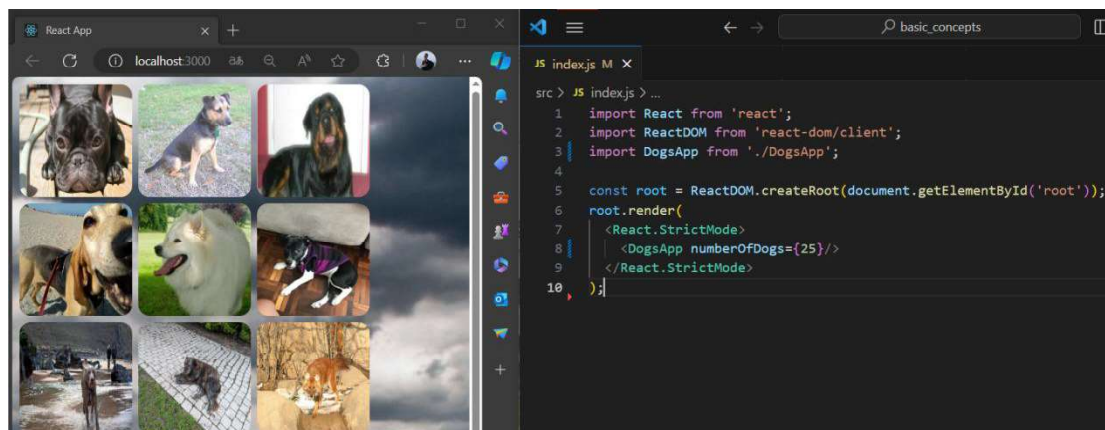 React App
localhost:3000
basic_concepts
JS index.js M
src > JS index.js > ...
1 import React from 'react';
2 import ReactDOM from 'react-dom/client';
3 import DogsApp from './DogsApp';
4
5 const root = ReactDOM.createRoot(document.getElementById('root'));
6 root.render(
7 <React.StrictMode>
8 <DogsApp numberOfDogs={25}/>
9 </React.StrictMode>
10 );